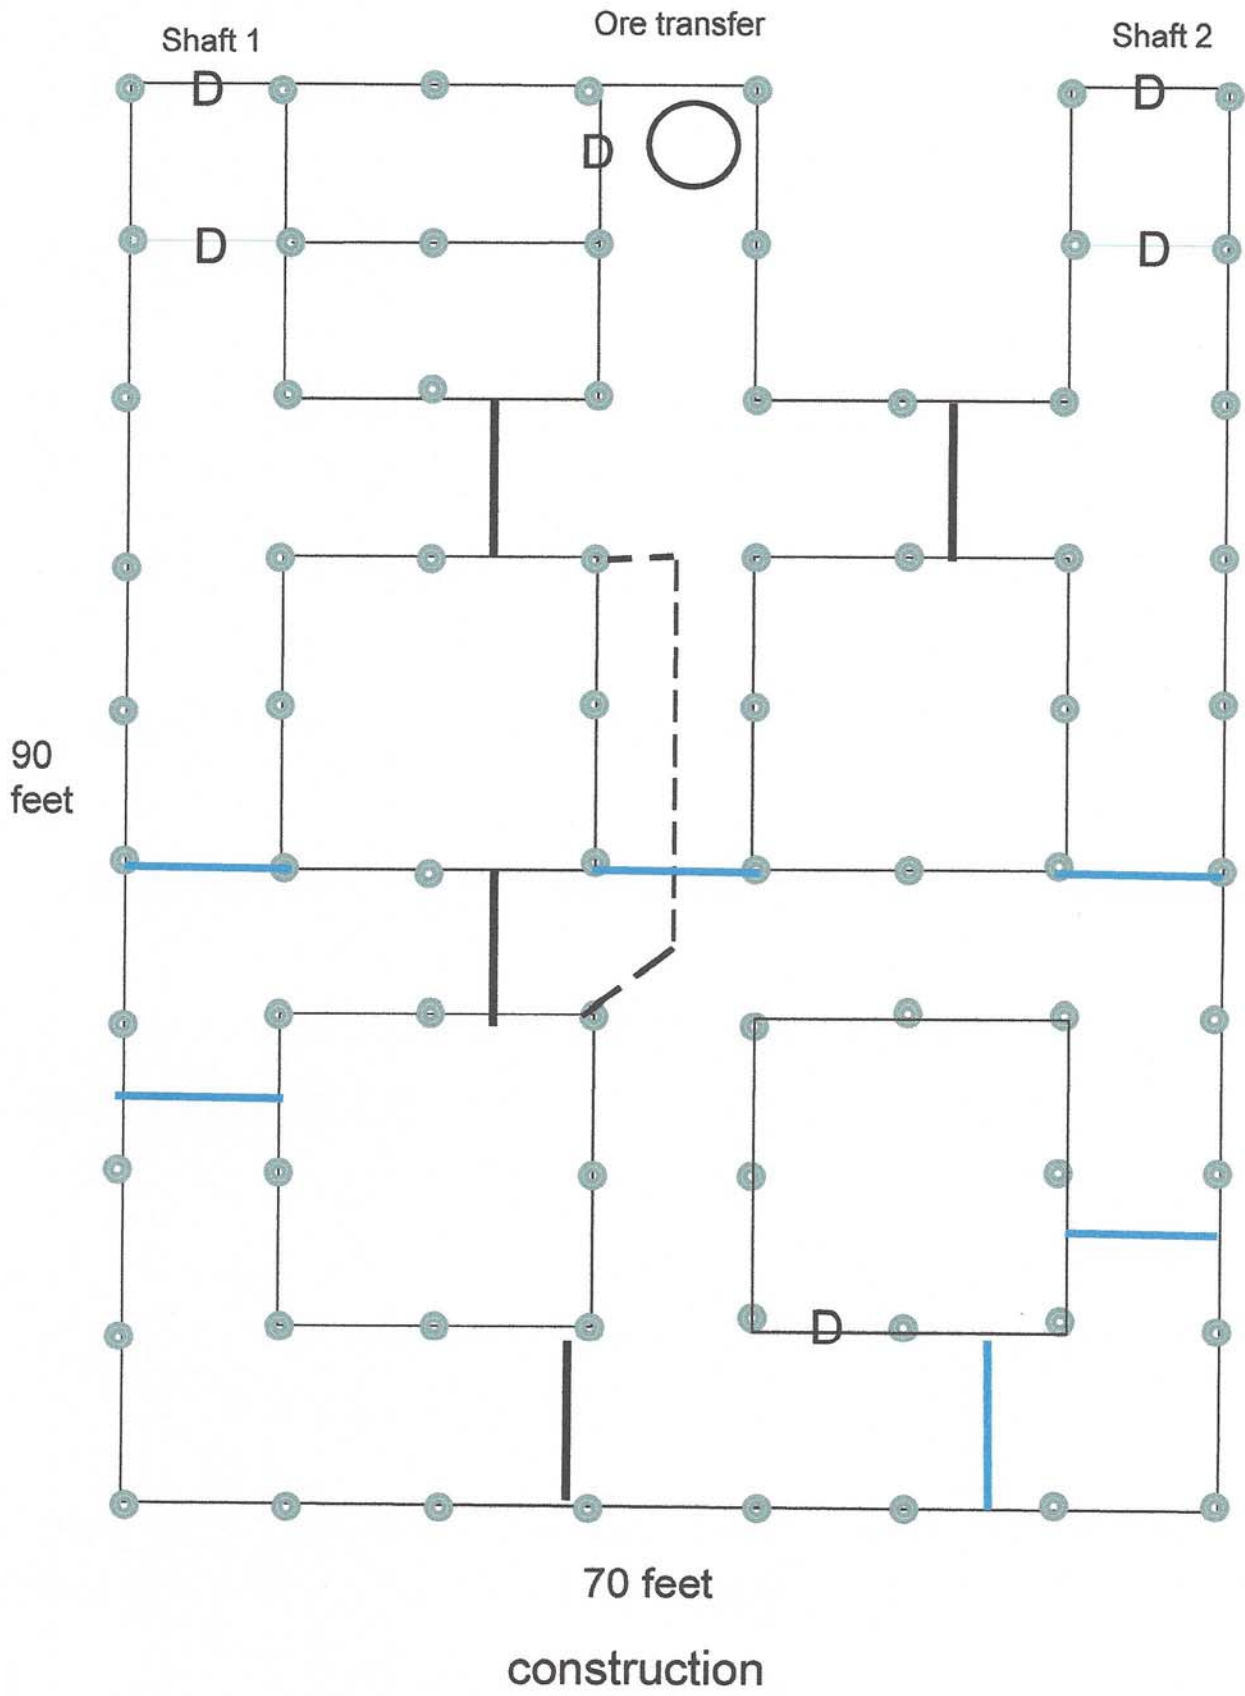 Shaft 1
Ore transfer
Shaft 2
D
D
D
D
D
90
feet
D
70 feet
construction